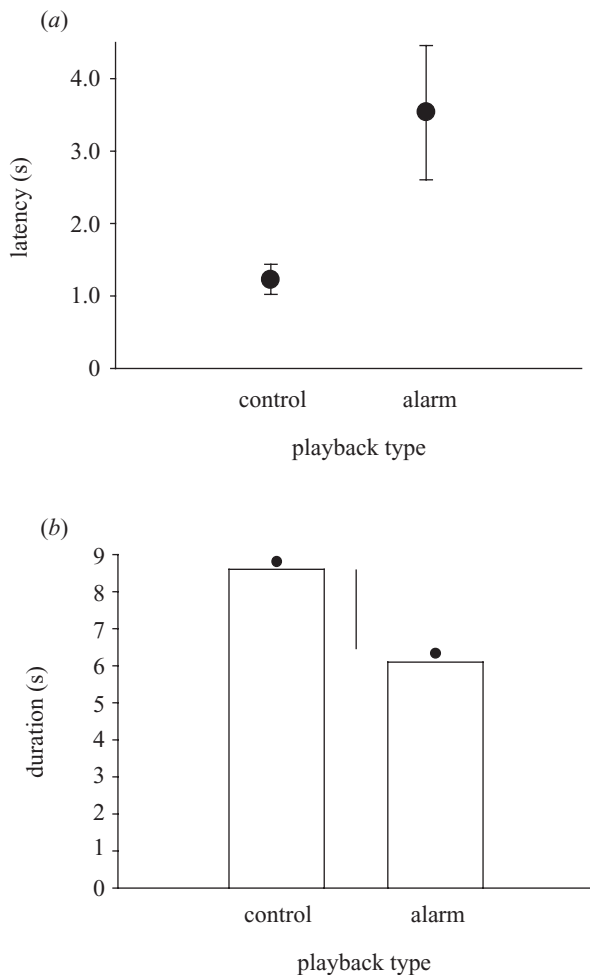 (a)
4.0
3.0
2.0
1.0
0
latency (s)
control alarm
playback type
(b)
9
8
7
6
5
4
3
2
1
0
duration (s)
control alarm
playback type